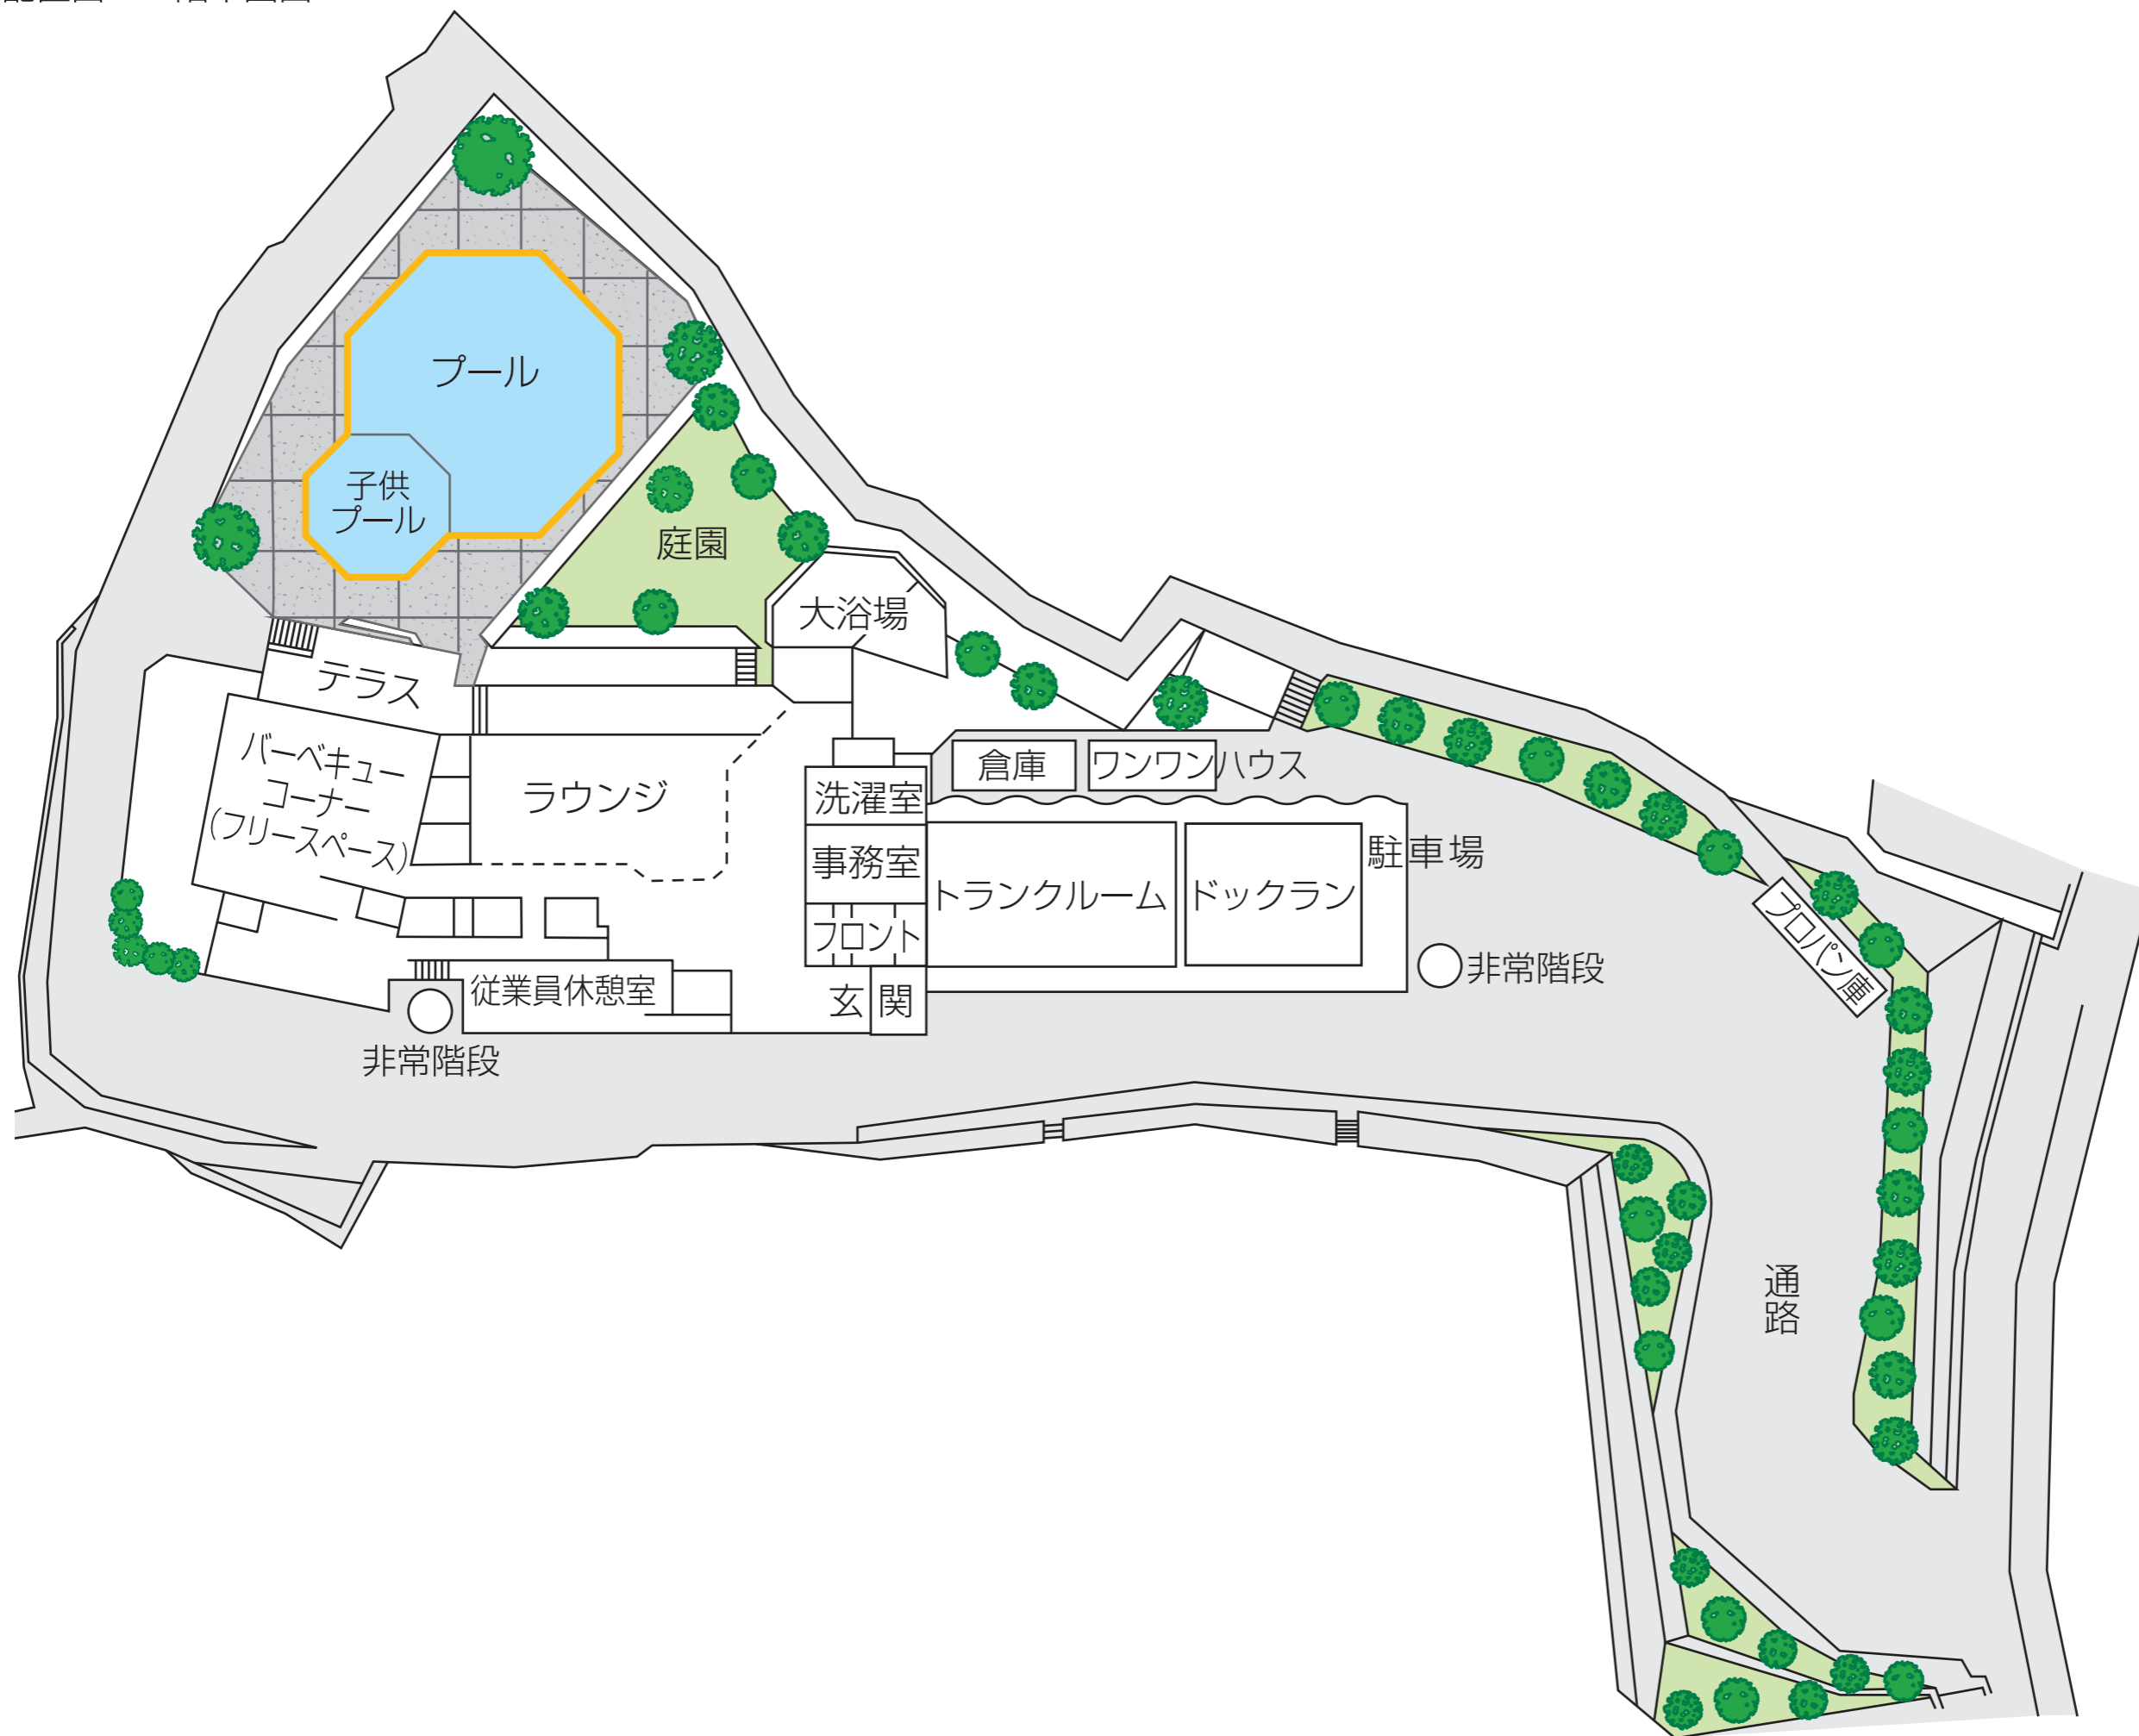 プール
子供
プール
庭園
大浴場
テラス
バーベキュー
コーナー
(フリースペース)
ラウンジ
洗濯室
倉庫
ワンワンハウス
事務室
駐車場
トランクルーム
ドックラン
フロント
プロパン庫
非常階段
従業員休憩室
玄関
非常階段
通路